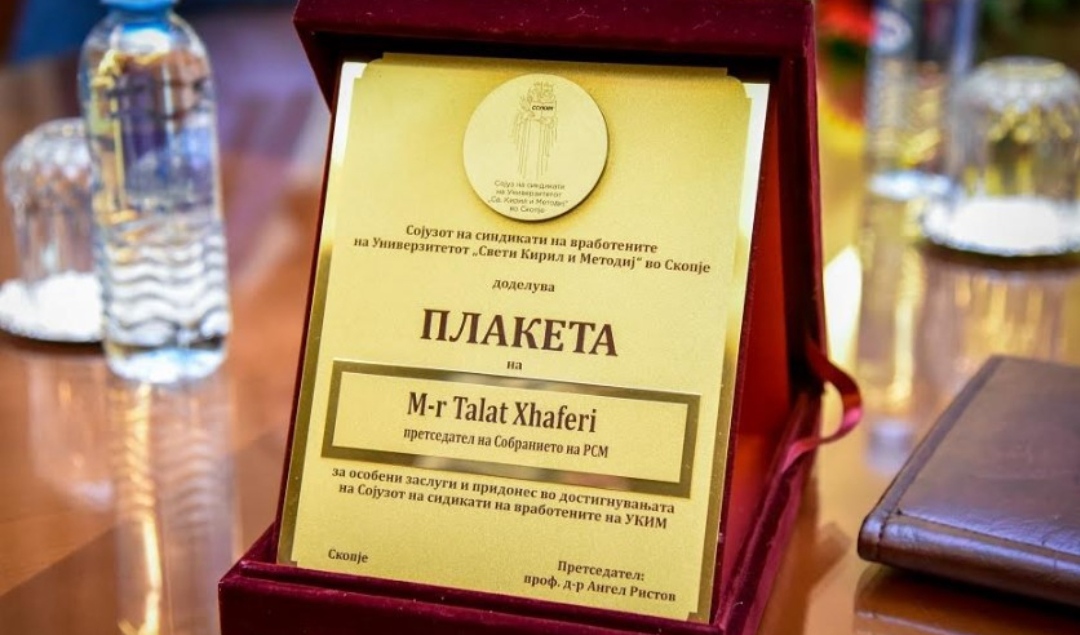 ССУКИМ
Сојуз на синдикати
на Универзитетот
„Св. Кирил и Методиј“
во Скопје
Сојузот на синдикати на вработените
на Универзитетот „Свети Кирил и Методиј“ во Скопје
доделува
ПЛАКЕТА
на
M-r Talat Xhaferi
претседател на Собранието на РСМ
за особени заслуги и придонес во достигнувањата
на Сојузот на сидикати на вработените на УКИМ
Скопје
Претседател:
проф. д-р Ангел Ристов